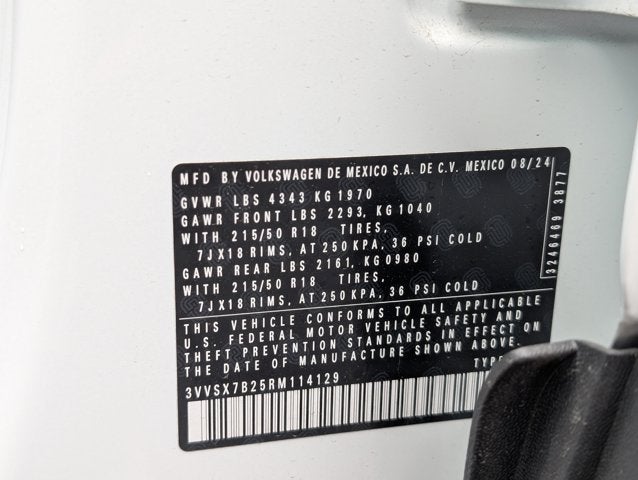 MFD BY VOLKSWAGEN DE MEXICO S.A. DE C.V. MEXICO 08/24
GVWR LBS 4343 KG 1970
GAWR FRONT LBS 2293, KG 1040
WITH 215/50 R18 TIRES,
7JX18 RIMS, AT 250 KPA, 36 PSI COLD
GAWR REAR LBS 2161, KG 0980
WITH 215/50 R18 TIRES,
7JX18 RIMS, AT 250 KPA, 36 PSI COLD
THIS VEHICLE CONFORMS TO ALL APPLICABLE
U.S. FEDERAL MOTOR VEHICLE SAFETY AND
THEFT PREVENTION STANDARDS IN EFFECT ON
THE DATE OF MANUFACTURE SHOWN ABOVE.
3VVSX7B25RM114129 TYPE
3246469 3877